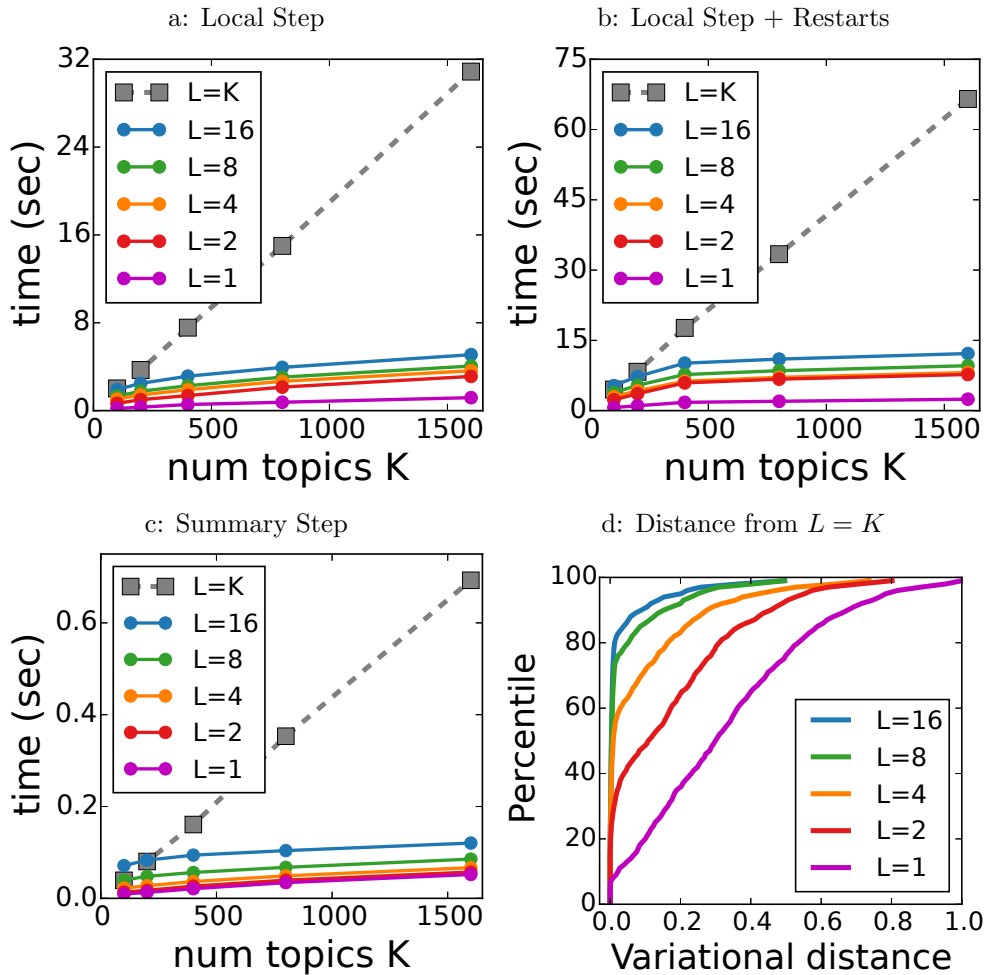 a: Local Step
32
24
16
8
0
0
500
1000
1500
time (sec)
num topics K
L=K
L=16
L=8
L=4
L=2
L=1
b: Local Step + Restarts
75
60
45
30
15
0
0
500
1000
1500
time (sec)
num topics K
L=K
L=16
L=8
L=4
L=2
L=1
c: Summary Step
0.6
0.4
0.2
0.0
0
500
1000
1500
time (sec)
num topics K
L=K
L=16
L=8
L=4
L=2
L=1
d: Distance from L = K
100
80
60
40
20
0
0.0
0.2
0.4
0.6
0.8
1.0
Percentile
Variational distance
L=16
L=8
L=4
L=2
L=1